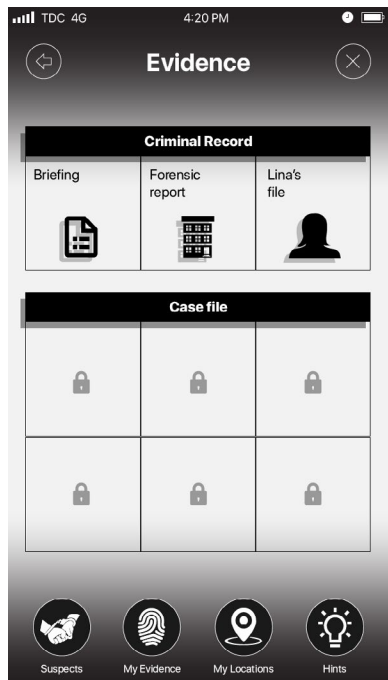 TDC 4G 4:20 PM
Evidence
Criminal Record
Briefing
Forensic
report
Lina's
file
Case file
Suspects
My Evidence
My Locations
Hints